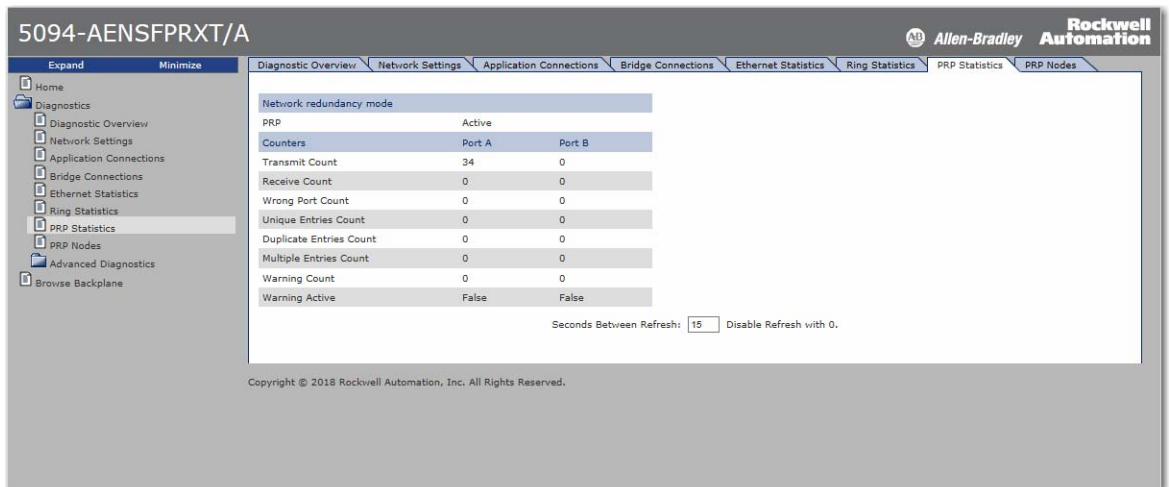 5094-AENSFPRXT/A
AB Allen-Bradley Rockwell Automation
Expand Minimize
Home
Diagnostics
Diagnostic Overview
Network Settings
Application Connections
Bridge Connections
Ethernet Statistics
Ring Statistics
PRP Statistics
PRP Nodes
Advanced Diagnostics
Browse Backplane
Diagnostic Overview Network Settings Application Connections Bridge Connections Ethernet Statistics Ring Statistics PRP Statistics PRP Nodes
Network redundancy mode
PRP Active
Counters Port A Port B
Transmit Count 34 0
Receive Count 0 0
Wrong Port Count 0 0
Unique Entries Count 0 0
Duplicate Entries Count 0 0
Multiple Entries Count 0 0
Warning Count 0 0
Warning Active False False
Seconds Between Refresh: 15 Disable Refresh with 0.
Copyright © 2018 Rockwell Automation, Inc. All Rights Reserved.